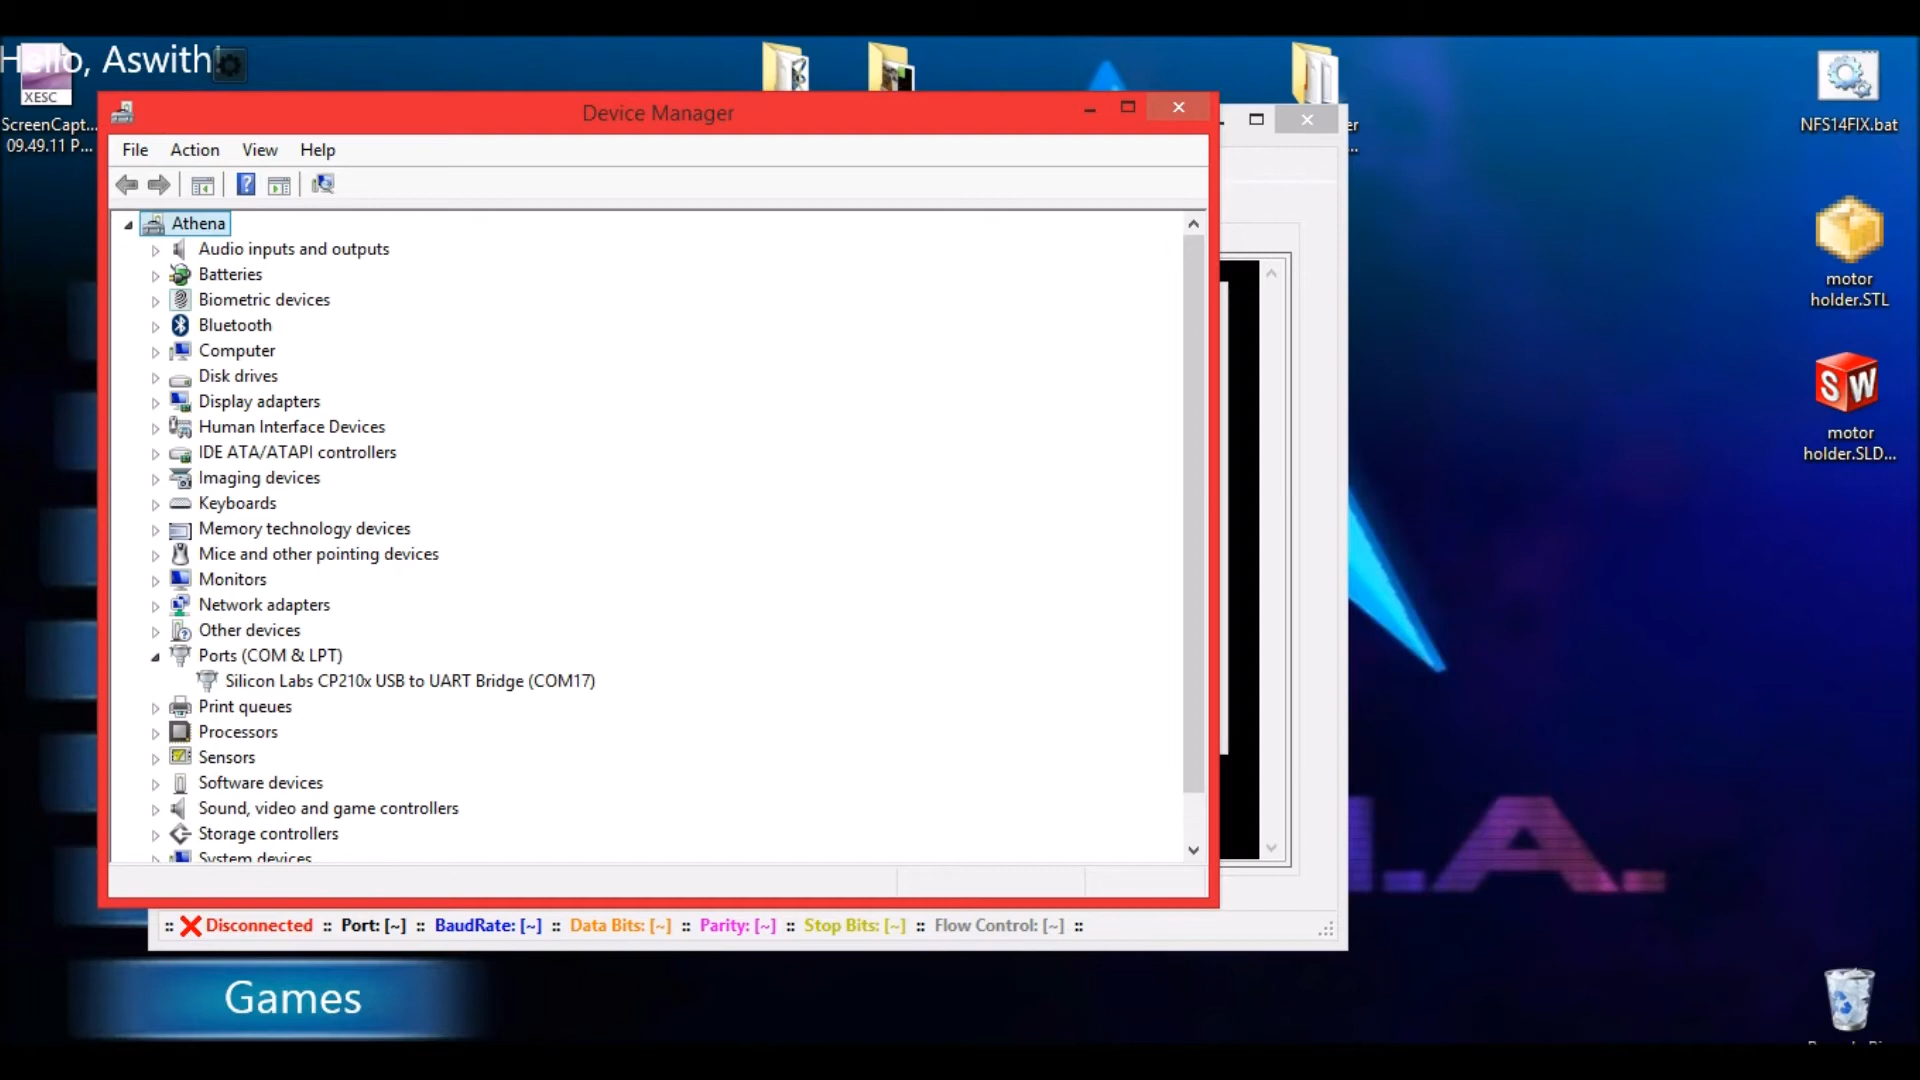 Hello, Aswith!
XESC
ScreenCapt...
09.49.11 P...
Device Manager
File Action View Help
Athena
Audio inputs and outputs
Batteries
Biometric devices
Bluetooth
Computer
Disk drives
Display adapters
Human Interface Devices
IDE ATA/ATAPI controllers
Imaging devices
Keyboards
Memory technology devices
Mice and other pointing devices
Monitors
Network adapters
Other devices
Ports (COM & LPT)
Silicon Labs CP210x USB to UART Bridge (COM17)
Print queues
Processors
Sensors
Software devices
Sound, video and game controllers
Storage controllers
System devices
:: Disconnected :: Port: [~] :: BaudRate: [~] :: Data Bits: [~] :: Parity: [~] :: Stop Bits: [~] :: Flow Control: [~] ::
Games
NFS14FIX.bat
motor
holder.STL
SW
motor
holder.SLD...
.I.A.